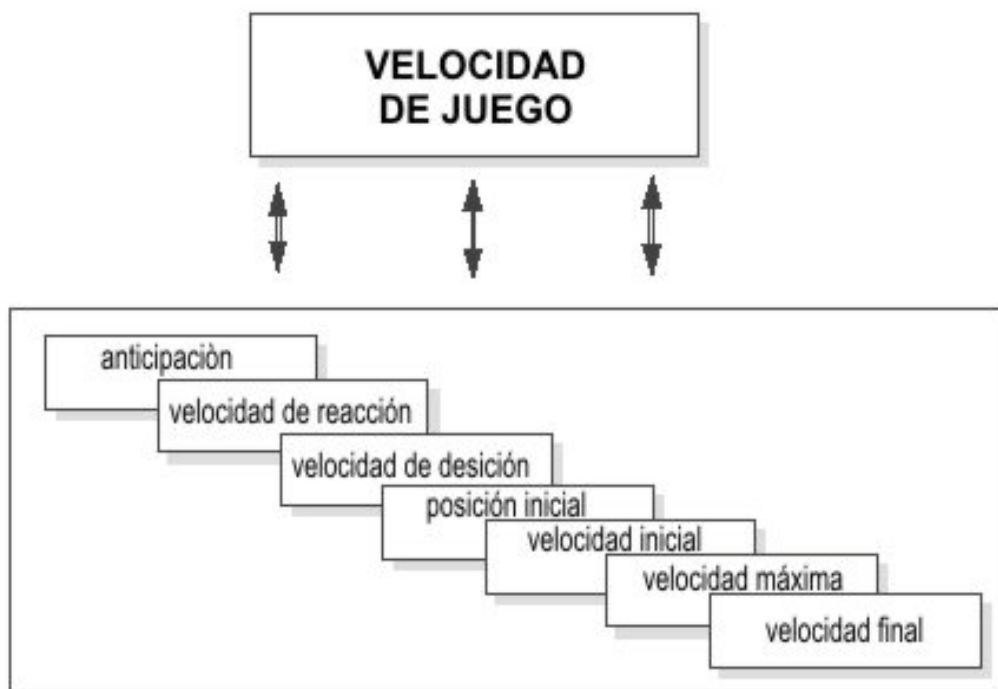 VELOCIDAD
DE JUEGO
anticipaciòn
velocidad de reacción
velocidad de desición
posición inicial
velocidad inicial
velocidad máxima
velocidad final